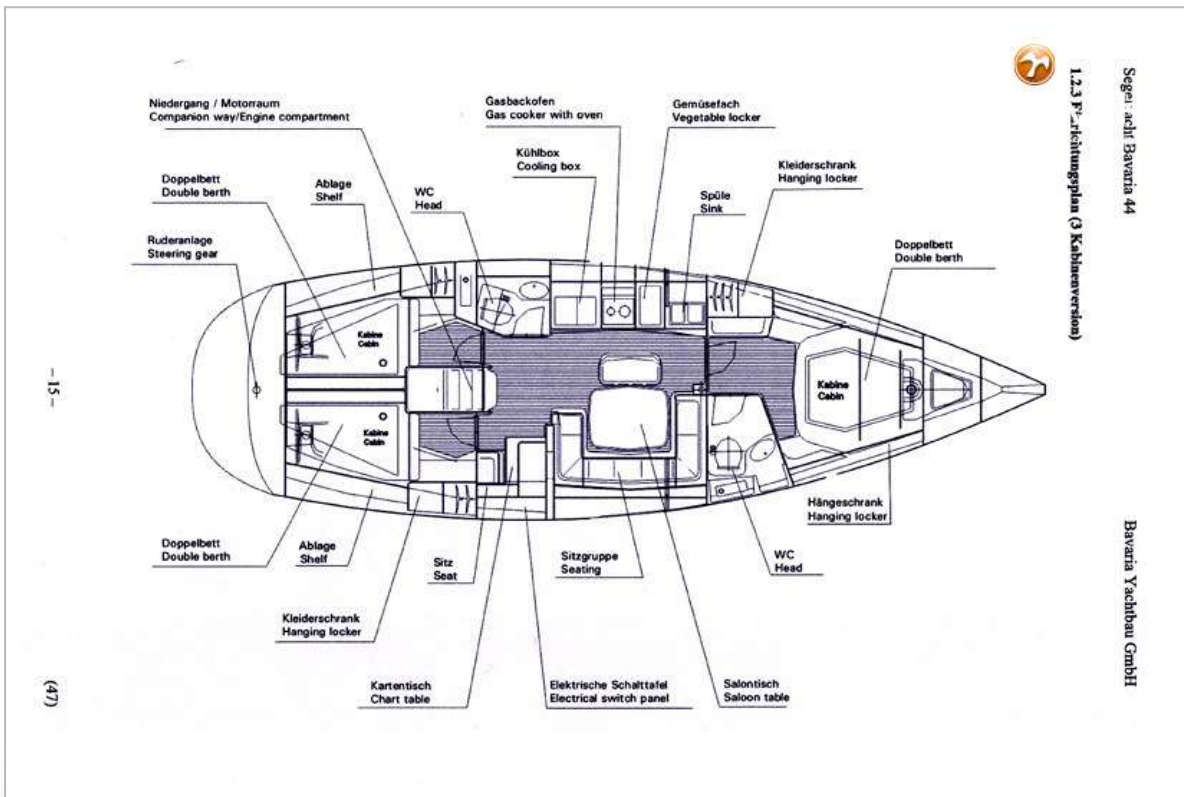 Segelyacht Bavaria 44
Bavaria Yachtbau GmbH
1.2.3 Einrichtungsplan (3 Kabinenversion)
Niedergang / Motorraum
Companion way/Engine compartment
Gasbackofen
Gas cooker with oven
Gemüsefach
Vegetable locker
Kühlbox
Cooling box
Kleiderschrank
Hanging locker
Doppelbett
Double berth
Ablage
Shelf
WC
Head
Spüle
Sink
Ruderanlage
Steering gear
Doppelbett
Double berth
Kabine
Cabin
Kabine
Cabin
Kabine
Cabin
Hängeschrank
Hanging locker
Doppelbett
Double berth
Ablage
Shelf
Sitz
Seat
Sitzgruppe
Seating
WC
Head
Kleiderschrank
Hanging locker
Kartentisch
Chart table
Elektrische Schalttafel
Electrical switch panel
Salontisch
Saloon table
- 15 -
(47)